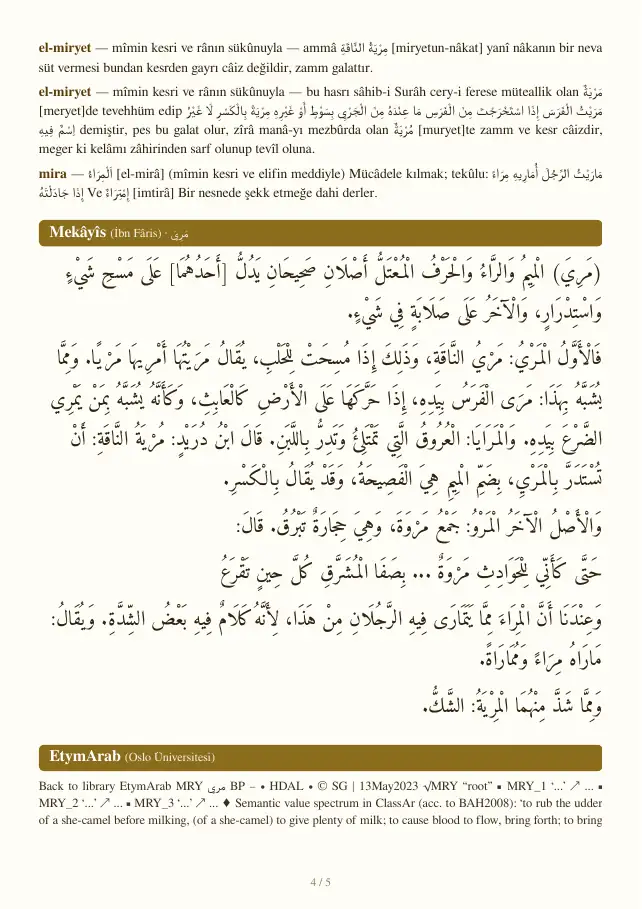 el-miryet — mîmin kesri ve rânın sükûnuyla — ammâ مِرْيَةُ النَّاقَةِ [miryetun-nâkat] yanî nâkanın bir neva
süt vermesi bundan kesrden gayrı câiz değildir, zamm galattır.
el-miryet — mîmin kesri ve rânın sükûnuyla — bu hasrı sâhib-i Surâh cery-i ferese müteallik olan مَرْيَةٌ
[meryet]de tevehhüm edip مَرَيْتُ الْفَرَسَ إِذَا اسْتَخْرَجْتَ مِنَ الْفَرَسِ مَا عِنْدَهُ مِنَ الْجَرْيِ بِسَوْطٍ أَوْ غَيْرِهِ مِرْيَةً بِالْكَسْرِ لَا غَيْرُ
اِسْمٌ فِيهِ demiştir, pes bu galat olur, zîrâ manâ-yı mezbûrda olan مُرْيَةٌ [muryet]te zamm ve kesr câizdir,
meger ki kelâmı zâhirinden sarf olunup tevîl oluna.
mira — اَلْمِرَاءُ [el-mirâ] (mîmin kesri ve elifin meddiyle) Mücâdele kılmak; tekûlu: مَارَيْتُ الرَّجُلَ أُمَارِيهِ مِرَاءً
إِذَا جَادَلْتَهُ Ve اِمْتِرَاءٌ [imtirâ] Bir nesnede şekk etmeğe dahi derler.
Mekâyîs (İbn Fâris) · مَرِيَ
(مَرِيَ) الْمِيمُ وَالرَّاءُ وَالْحَرْفُ الْمُعْتَلُّ أَصْلَانِ صَحِيحَانِ يَدُلُّ [أَحَدُهُمَا] عَلَى مَسْحِ شَيْءٍ
وَاسْتِدْرَارٍ، وَالْآخَرُ عَلَى صَلَابَةٍ فِي شَيْءٍ.
فَالْأَوَّلُ الْمَرْيُ: مَرْيُ النَّاقَةِ، وَذَلِكَ إِذَا مُسِحَتْ لِلْحَلْبِ، يُقَالُ مَرَيْتُهَا أَمْرِيهَا مَرْيًا. وَمِمَّا
يُشَبَّهُ بِهَذَا: مَرَى الْفَرَسُ بِيَدِهِ، إِذَا حَرَّكَهَا عَلَى الْأَرْضِ كَالْعَابِثِ، وَكَأَنَّهُ يُشَبَّهُ بِمَنْ يَمْرِي
الضَّرْعَ بِيَدِهِ. وَالْمَرَايَا: الْعُرُوقُ الَّتِي تَمْتَلِئُ وَتَدِرُّ بِاللَّبَنِ. قَالَ ابْنُ دُرَيْدٍ: مُرْيَةُ النَّاقَةِ: أَنْ
تُسْتَدَرَّ بِالْمَرْيِ، بِضَمِّ الْمِيمِ هِيَ الْفَصِيحَةُ، وَقَدْ يُقَالُ بِالْكَسْرِ.
وَالْأَصْلُ الْآخَرُ الْمَرْوُ: جَمْعُ مَرْوَةَ، وَهِيَ حِجَارَةٌ تَبْرُقُ. قَالَ:
حَتَّى كَأَنِّي لِلْحَوَادِثِ مَرْوَةٌ ... بِصَفَا الْمُشَرَّقِ كُلَّ حِينٍ تَقْرَعُ
وَعِنْدَنَا أَنَّ الْمِرَاءَ مِمَّا يَتَمَارَى فِيهِ الرَّجُلَانِ مِنْ هَذَا، لِأَنَّهُ كَلَامٌ فِيهِ بَعْضُ الشِّدَّةِ. وَيُقَالُ:
مَارَاهُ مِرَاءً وَمُمَارَاةً.
وَمِمَّا شَذَّ مِنْهُمَا الْمِرْيَةُ: الشَّكُّ.
EtymArab (Oslo Üniversitesi)
Back to library EtymArab MRY مري BP – • HDAL • © SG | 13May2023 √MRY “root” ▪ MRY_1 ‘...’ ↗ ... ▪
MRY_2 ‘...’ ↗ ... ▪ MRY_3 ‘...’ ↗ ... ♦ Semantic value spectrum in ClassAr (acc. to BAH2008): ‘to rub the udder
of a she-camel before milking, (of a she-camel) to give plenty of milk; to cause blood to flow, bring forth; to bring
4 / 5